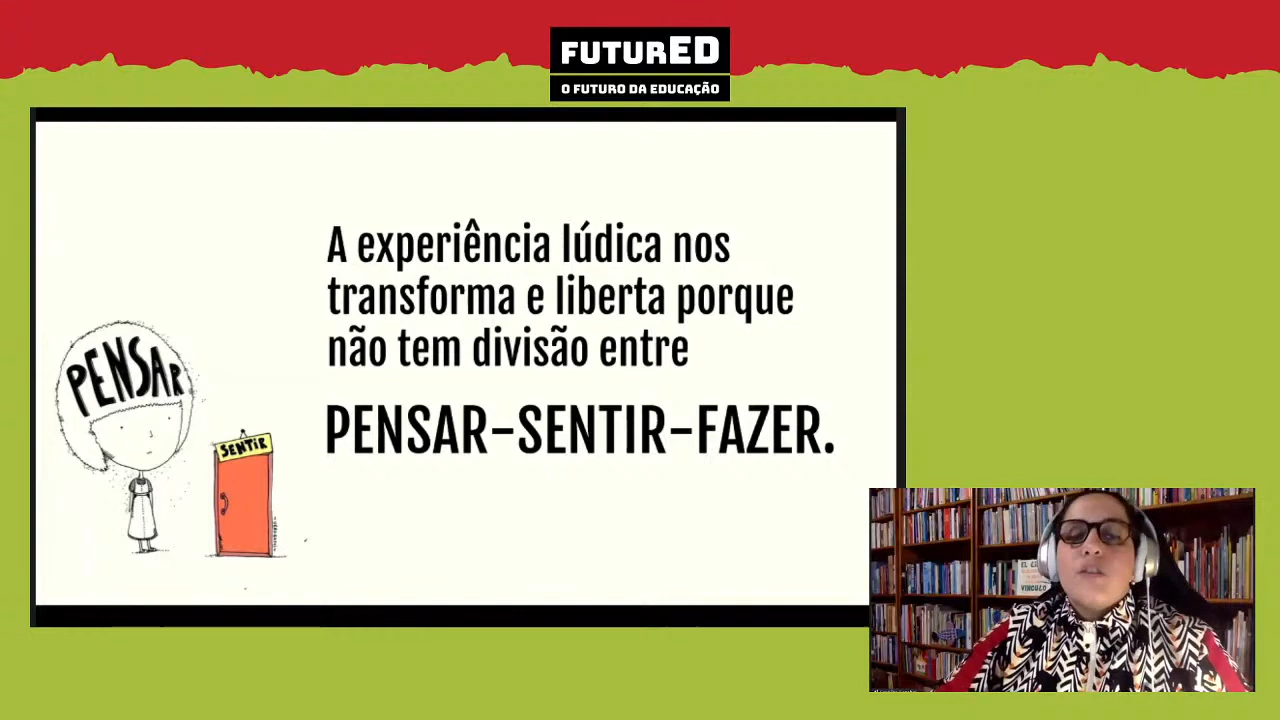 FUTURED
O FUTURO DA EDUCAÇÃO
A experiência lúdica nos
transforma e liberta porque
não tem divisão entre
PENSAR-SENTIR-FAZER.
PENSAR
SENTIR
VINCULO